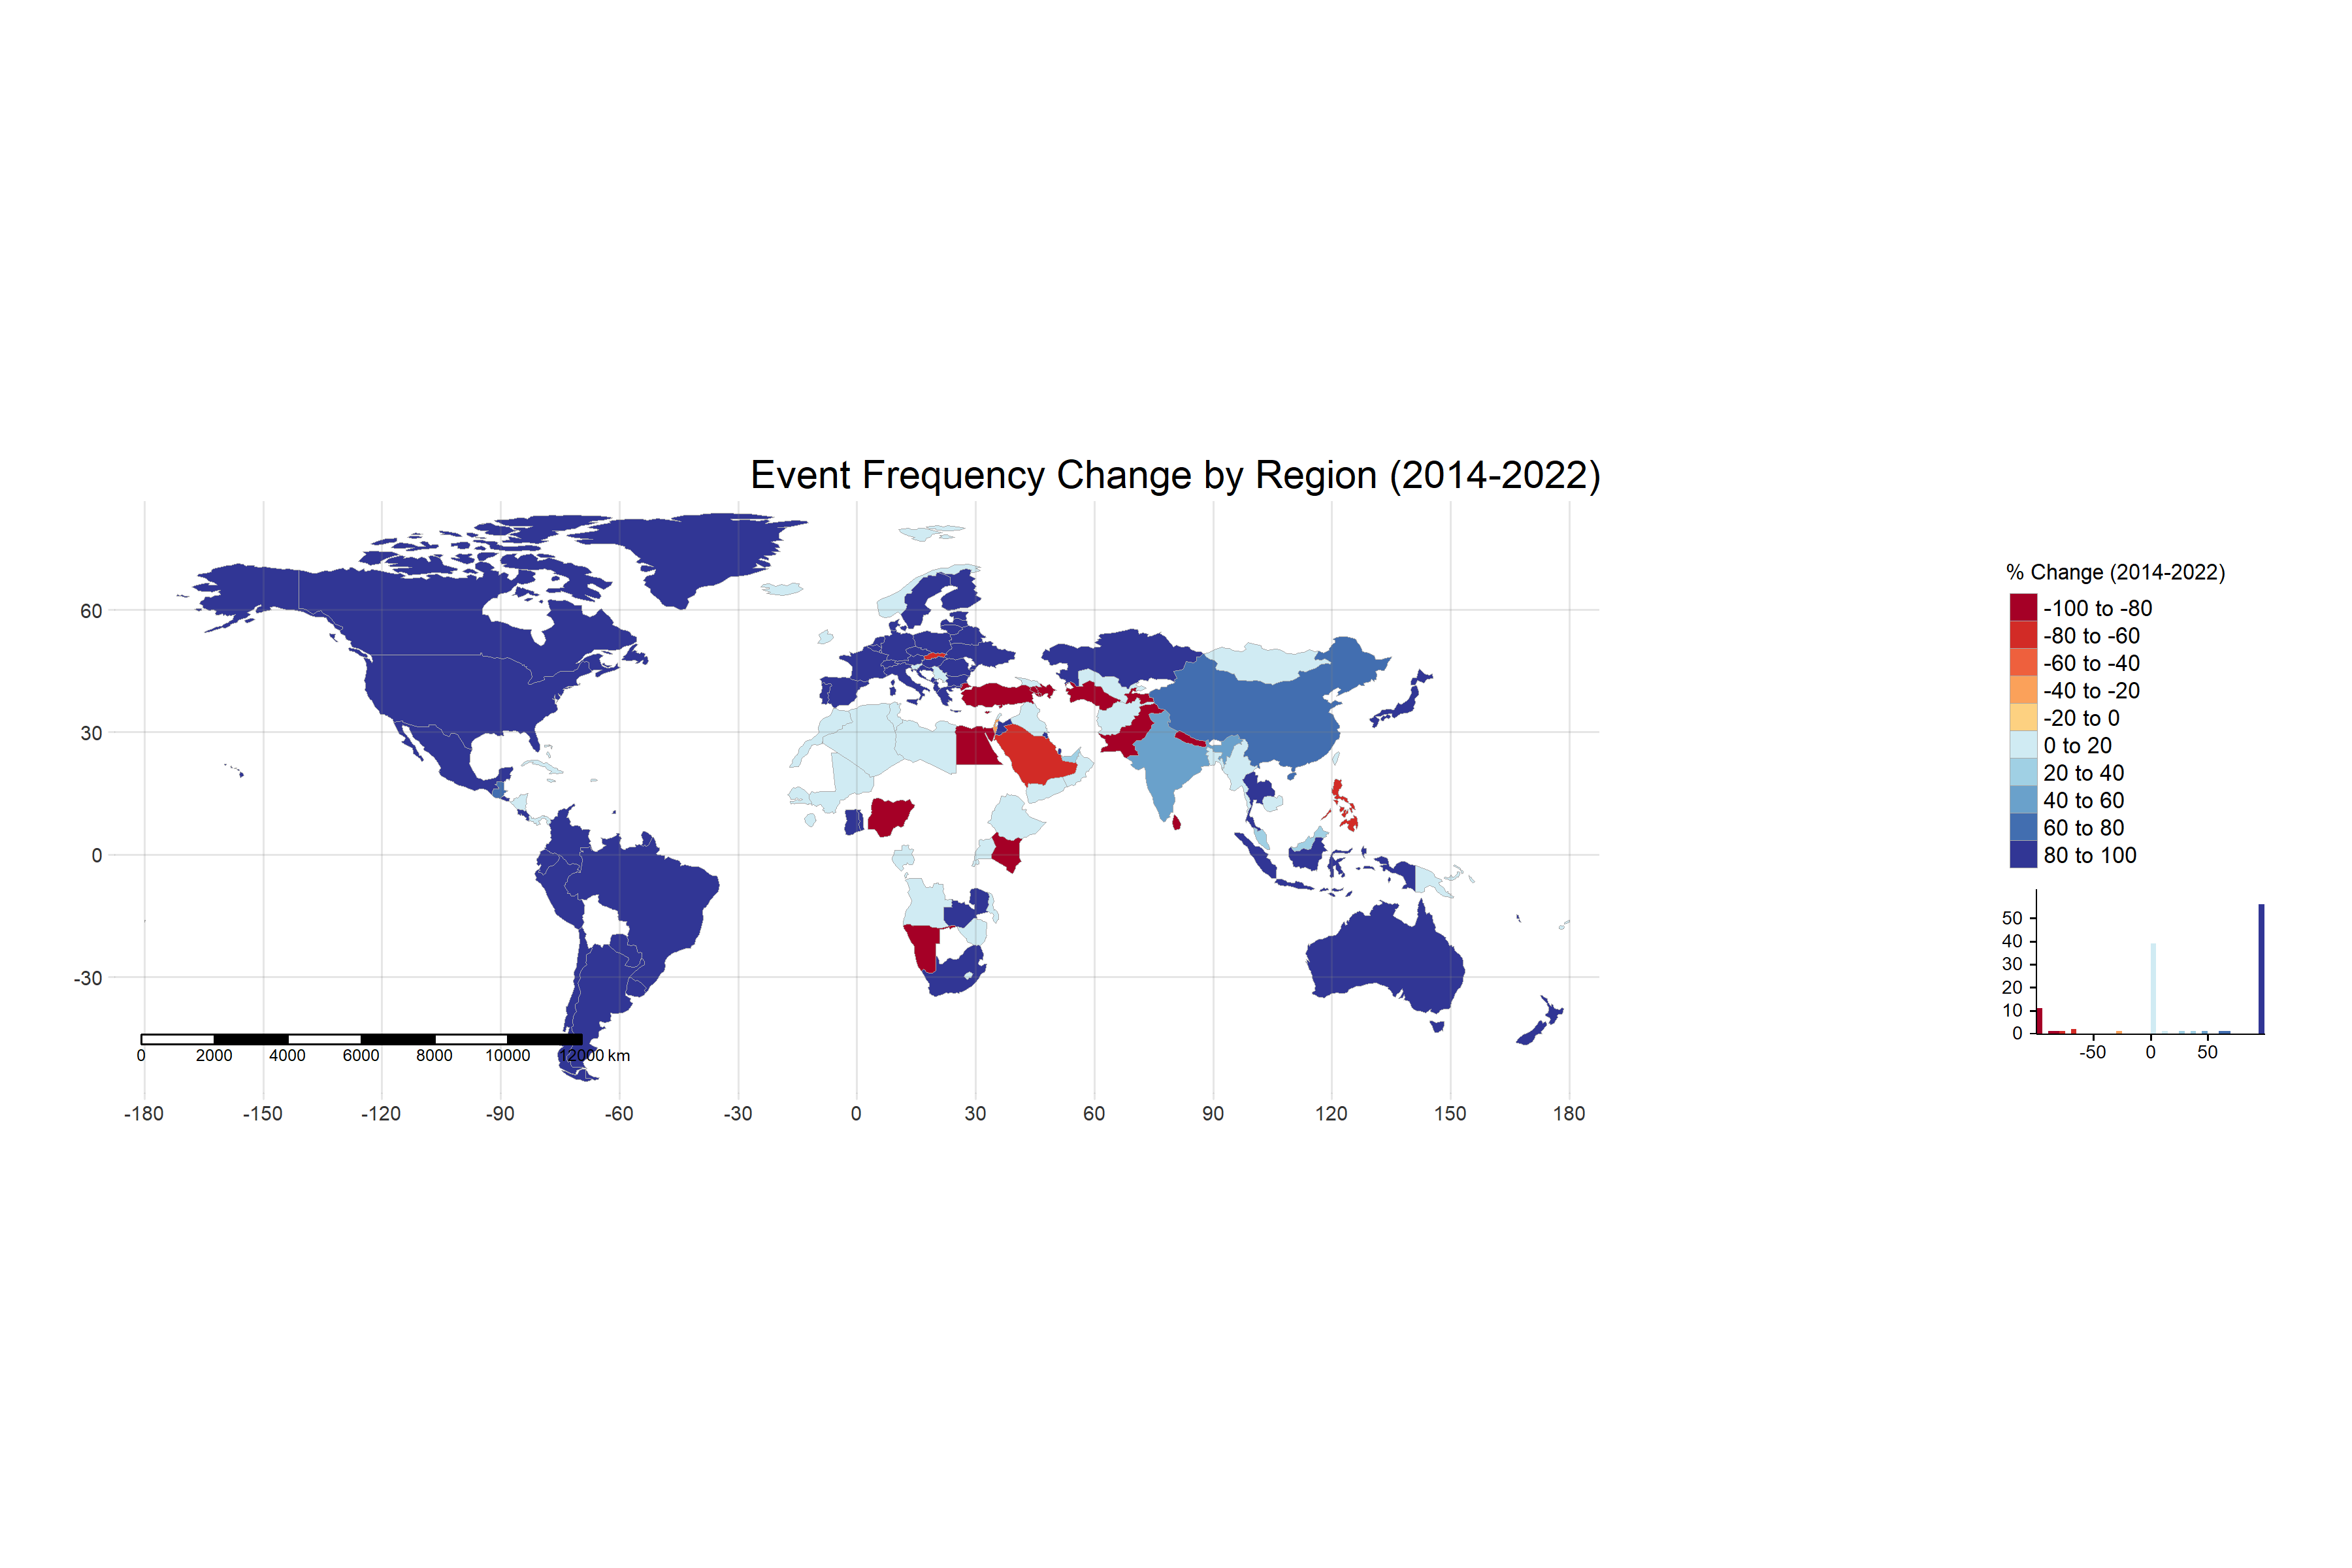 Event Frequency Change by Region (2014-2022)
% Change (2014-2022)
-100 to -80
-80 to -60
-60 to -40
-40 to -20
-20 to 0
0 to 20
20 to 40
40 to 60
60 to 80
80 to 100
60
30
0
-30
50
40
30
20
10
0
-50 0 50
0 2000 4000 6000 8000 10000 12000 km
-180 -150 -120 -90 -60 -30 0 30 60 90 120 150 180